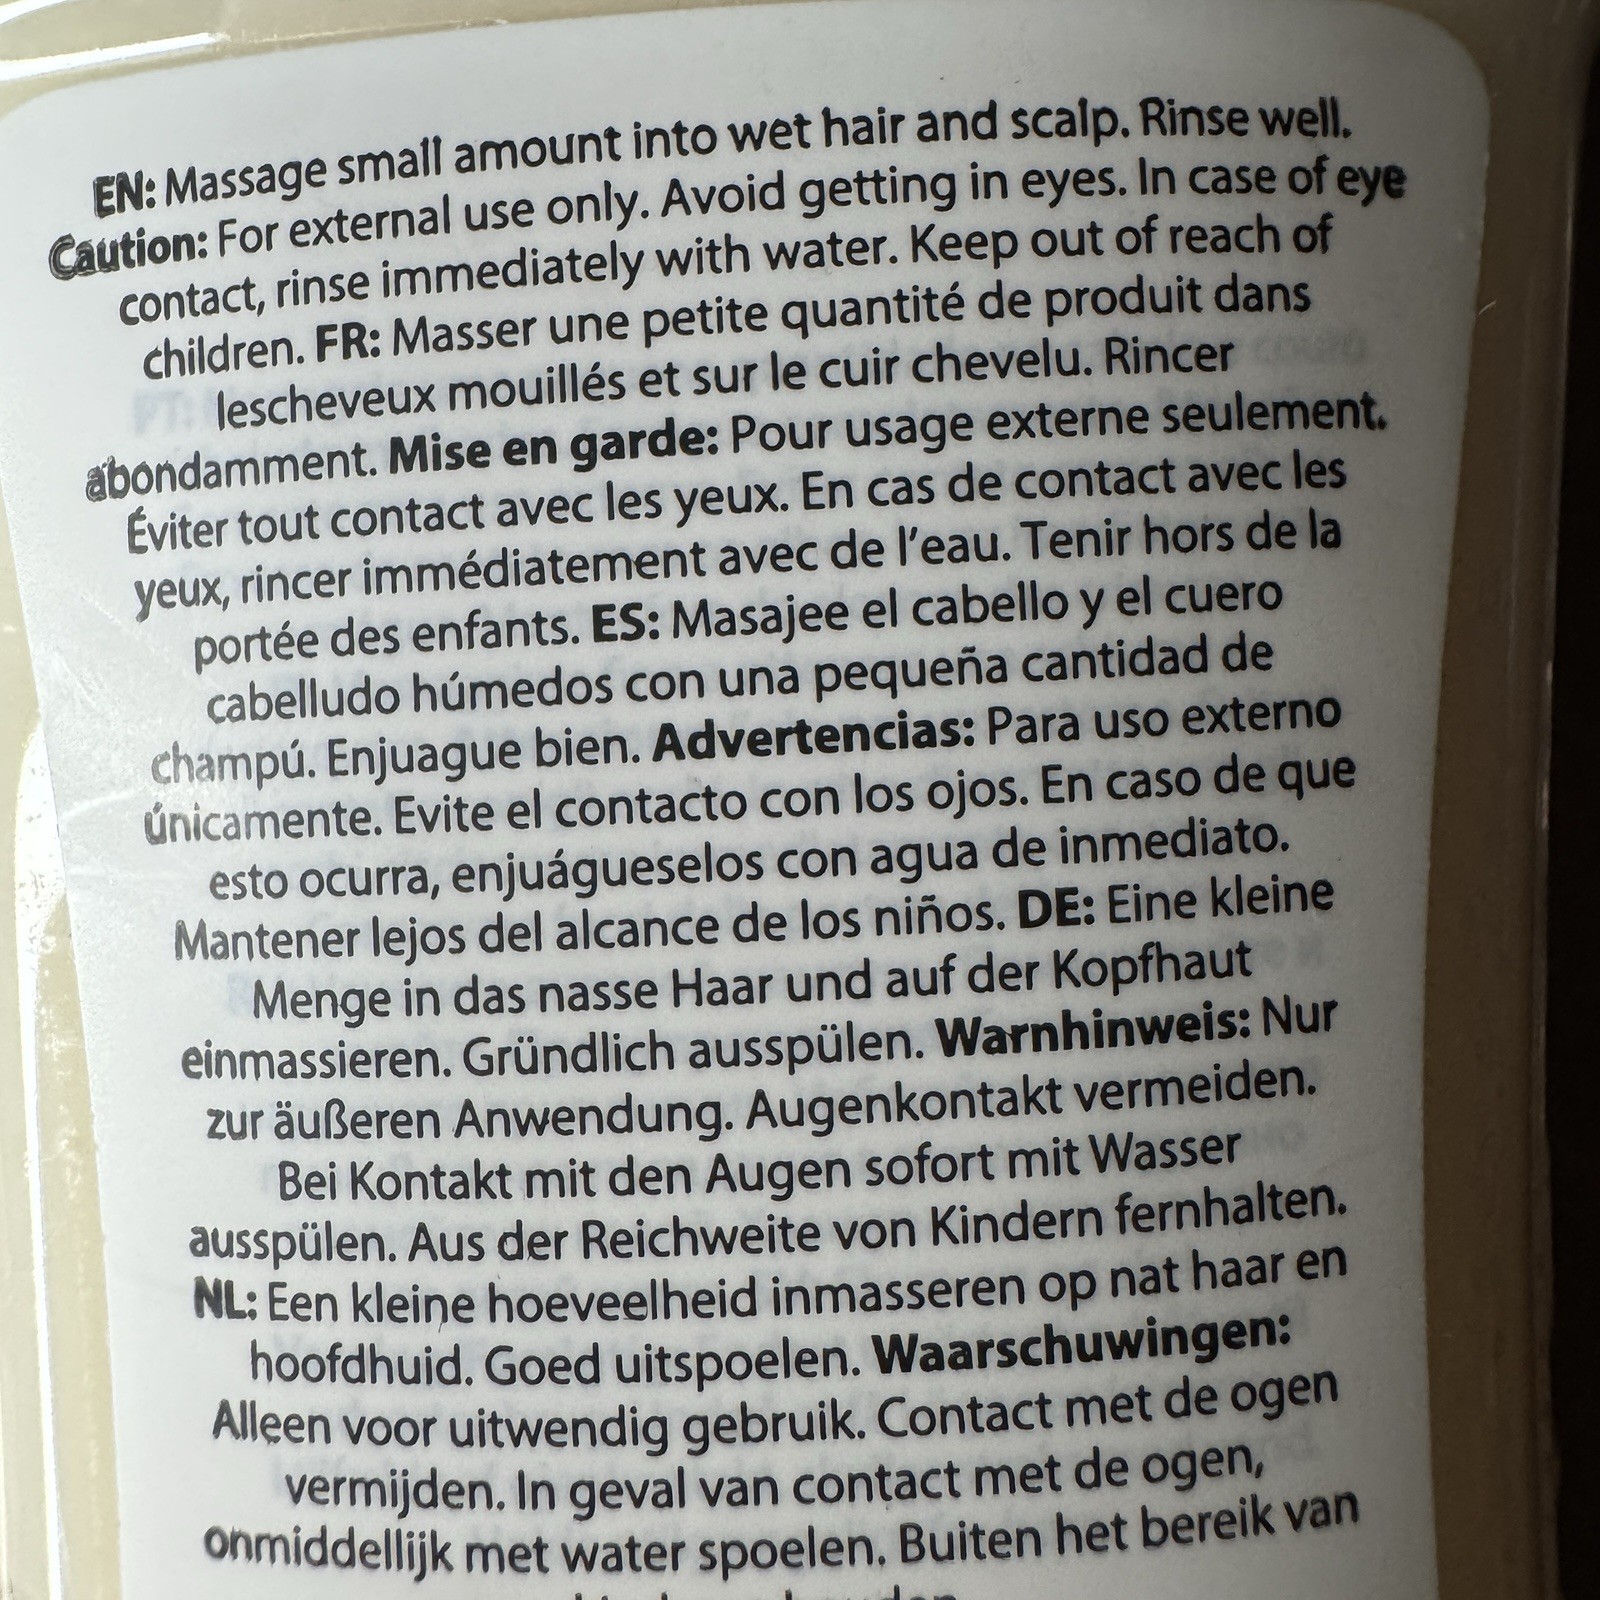 EN: Massage small amount into wet hair and scalp. Rinse well.
Caution: For external use only. Avoid getting in eyes. In case of eye
contact, rinse immediately with water. Keep out of reach of
children. FR: Masser une petite quantité de produit dans
lescheveux mouillés et sur le cuir chevelu. Rincer
abondamment. Mise en garde: Pour usage externe seulement.
Éviter tout contact avec les yeux. En cas de contact avec les
yeux, rincer immédiatement avec de l’eau. Tenir hors de la
portée des enfants. ES: Masajee el cabello y el cuero
cabelludo húmedos con una pequeña cantidad de
champú. Enjuague bien. Advertencias: Para uso externo
únicamente. Evite el contacto con los ojos. En caso de que
esto ocurra, enjuágueselos con agua de inmediato.
Mantener lejos del alcance de los niños. DE: Eine kleine
Menge in das nasse Haar und auf der Kopfhaut
einmassieren. Gründlich ausspülen. Warnhinweis: Nur
zur äußeren Anwendung. Augenkontakt vermeiden.
Bei Kontakt mit den Augen sofort mit Wasser
ausspülen. Aus der Reichweite von Kindern fernhalten.
NL: Een kleine hoeveelheid inmasseren op nat haar en
hoofdhuid. Goed uitspoelen. Waarschuwingen:
Alleen voor uitwendig gebruik. Contact met de ogen
vermijden. In geval van contact met de ogen,
onmiddellijk met water spoelen. Buiten het bereik van